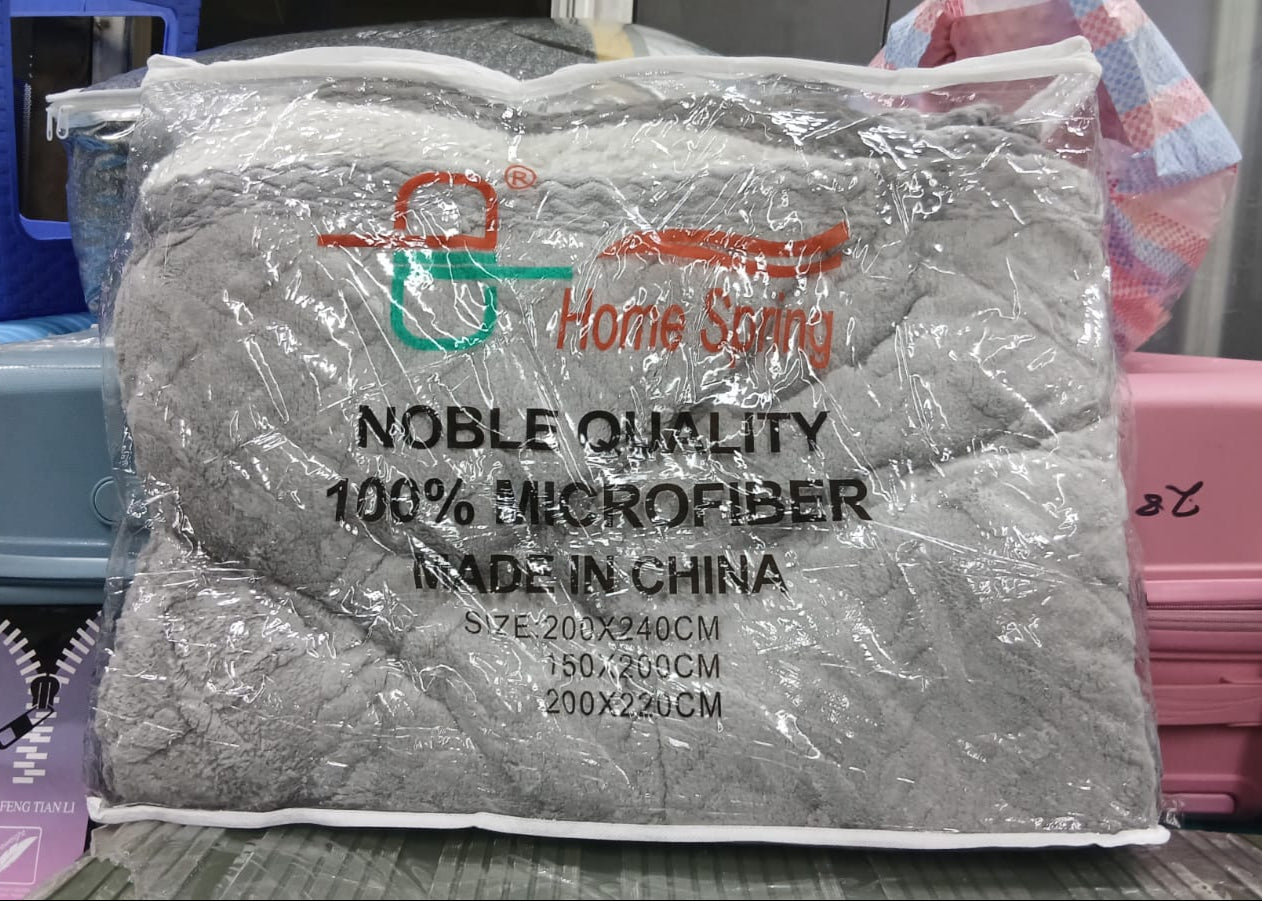 ®
Home Spring
NOBLE QUALITY
100% MICROFIBER
MADE IN CHINA
SIZE:200X240CM
150X200CM
200X220CM
28
FENG TIAN LI